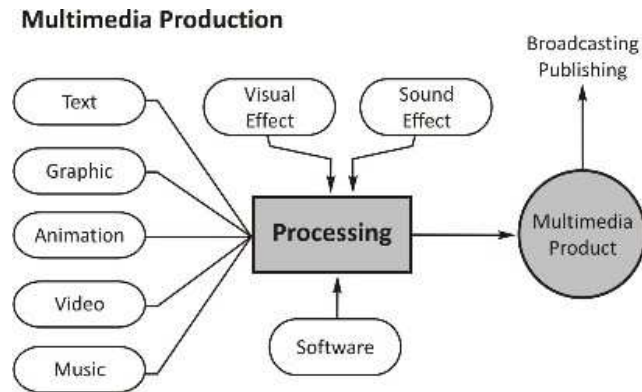 Multimedia Production
Text
Graphic
Animation
Video
Music
Visual
Effect
Sound
Effect
Processing
Software
Multimedia
Product
Broadcasting
Publishing